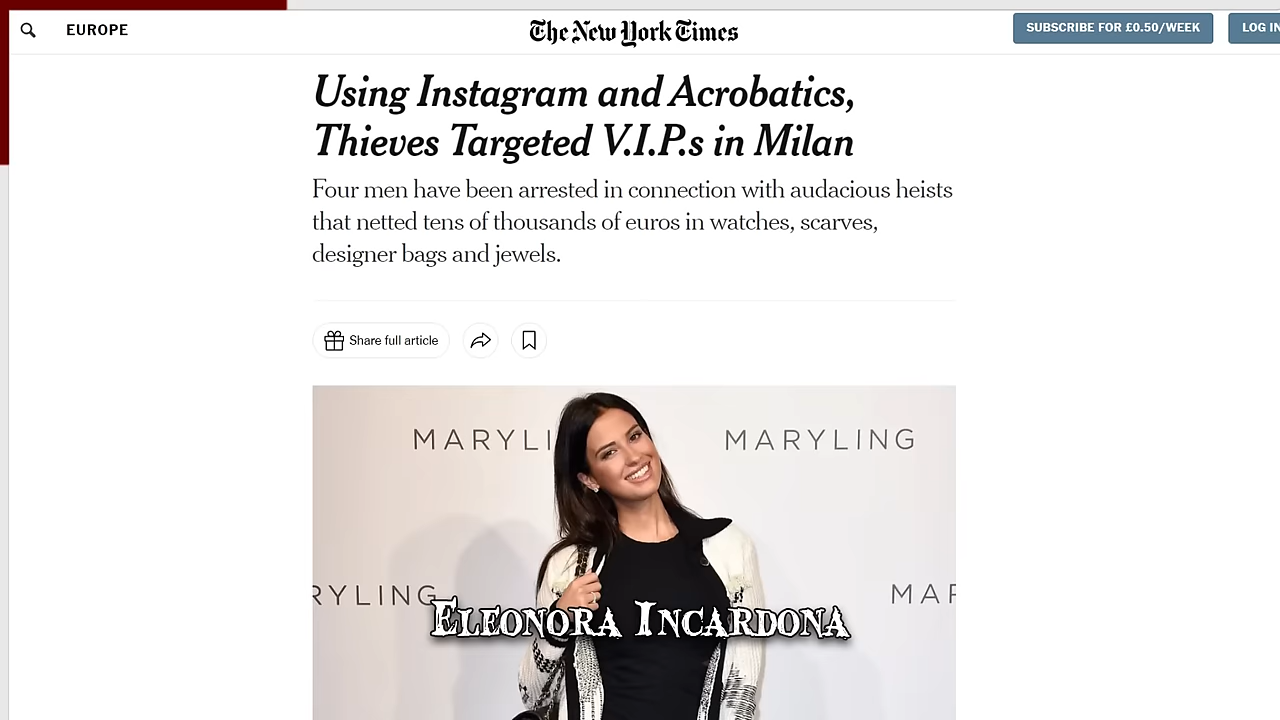 EUROPE
The New York Times
SUBSCRIBE FOR £0.50/WEEK
LOG IN
Using Instagram and Acrobatics,
Thieves Targeted V.I.P.s in Milan
Four men have been arrested in connection with audacious heists
that netted tens of thousands of euros in watches, scarves,
designer bags and jewels.
Share full article
MARYLI MARYLING
RYLING MAR
Eleonora Incardona